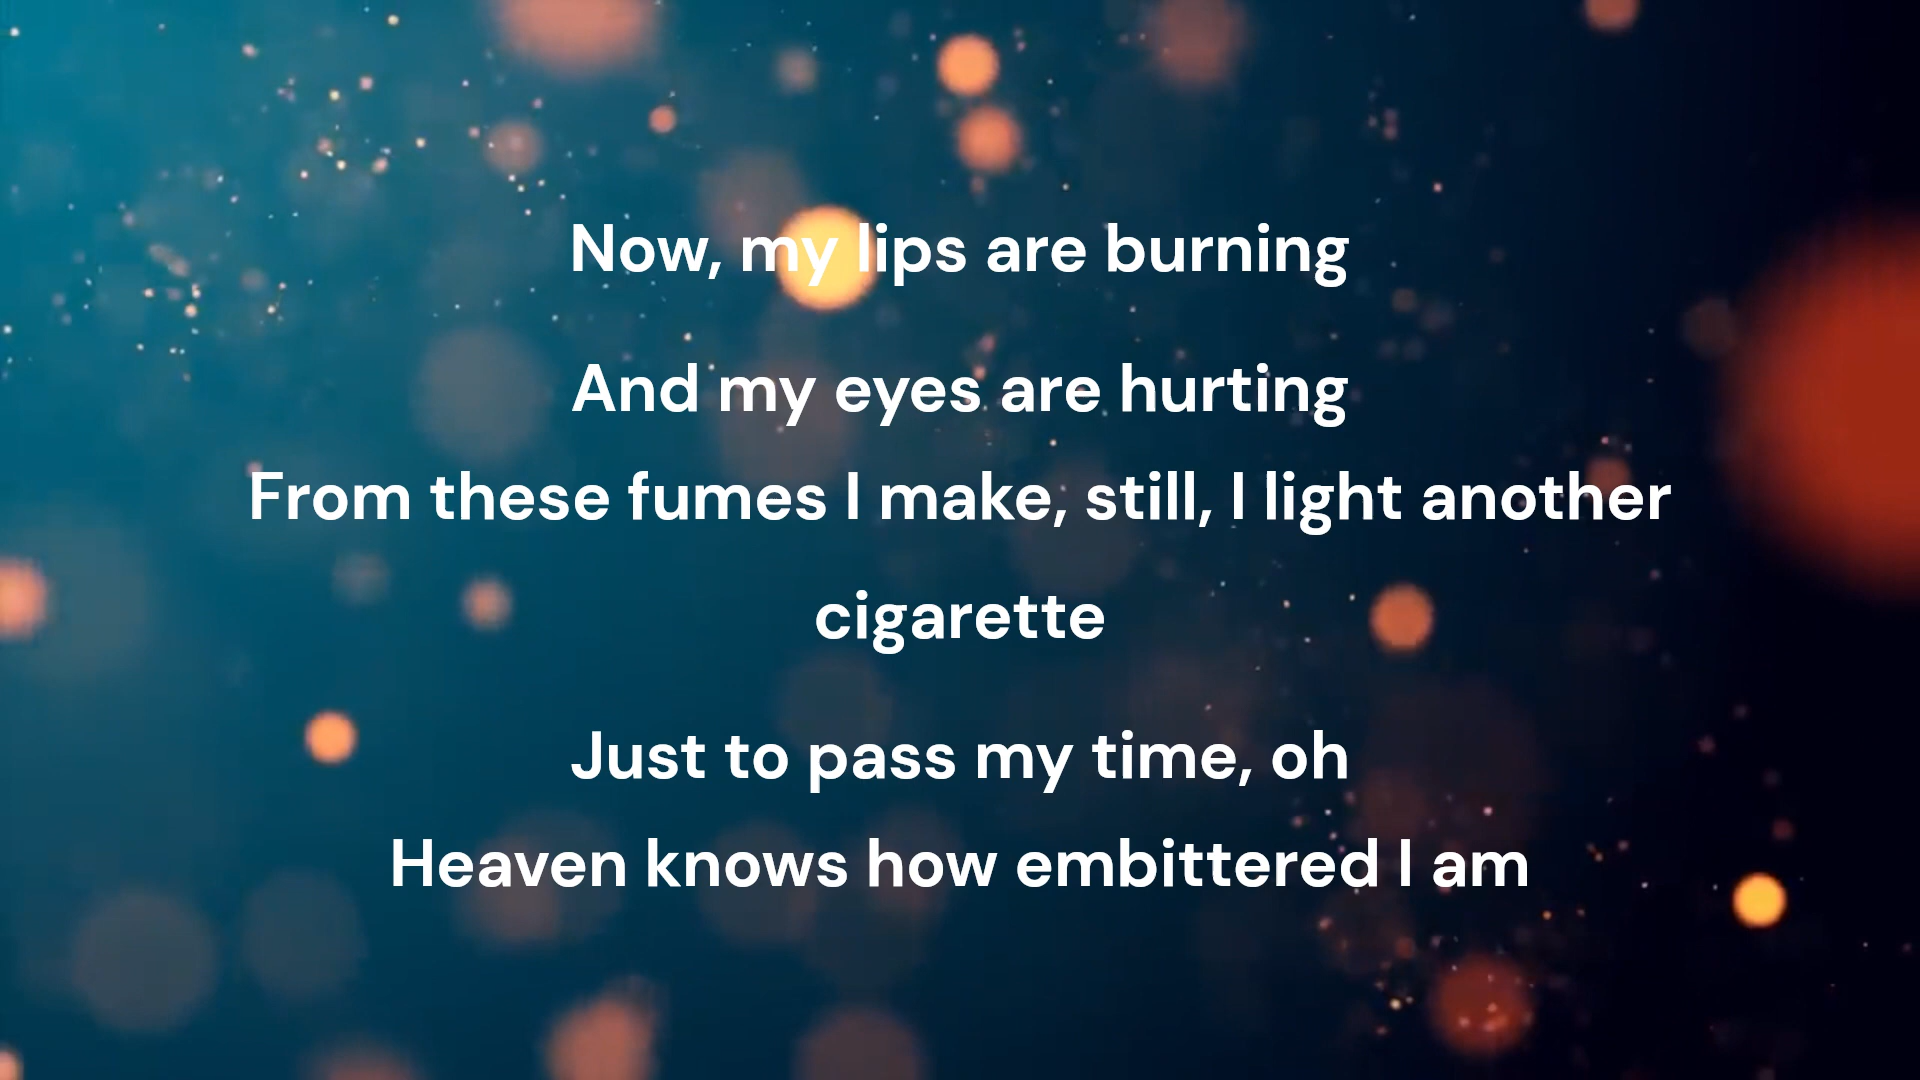 Now, my lips are burning
And my eyes are hurting
From these fumes I make, still, I light another
cigarette
Just to pass my time, oh
Heaven knows how embittered I am